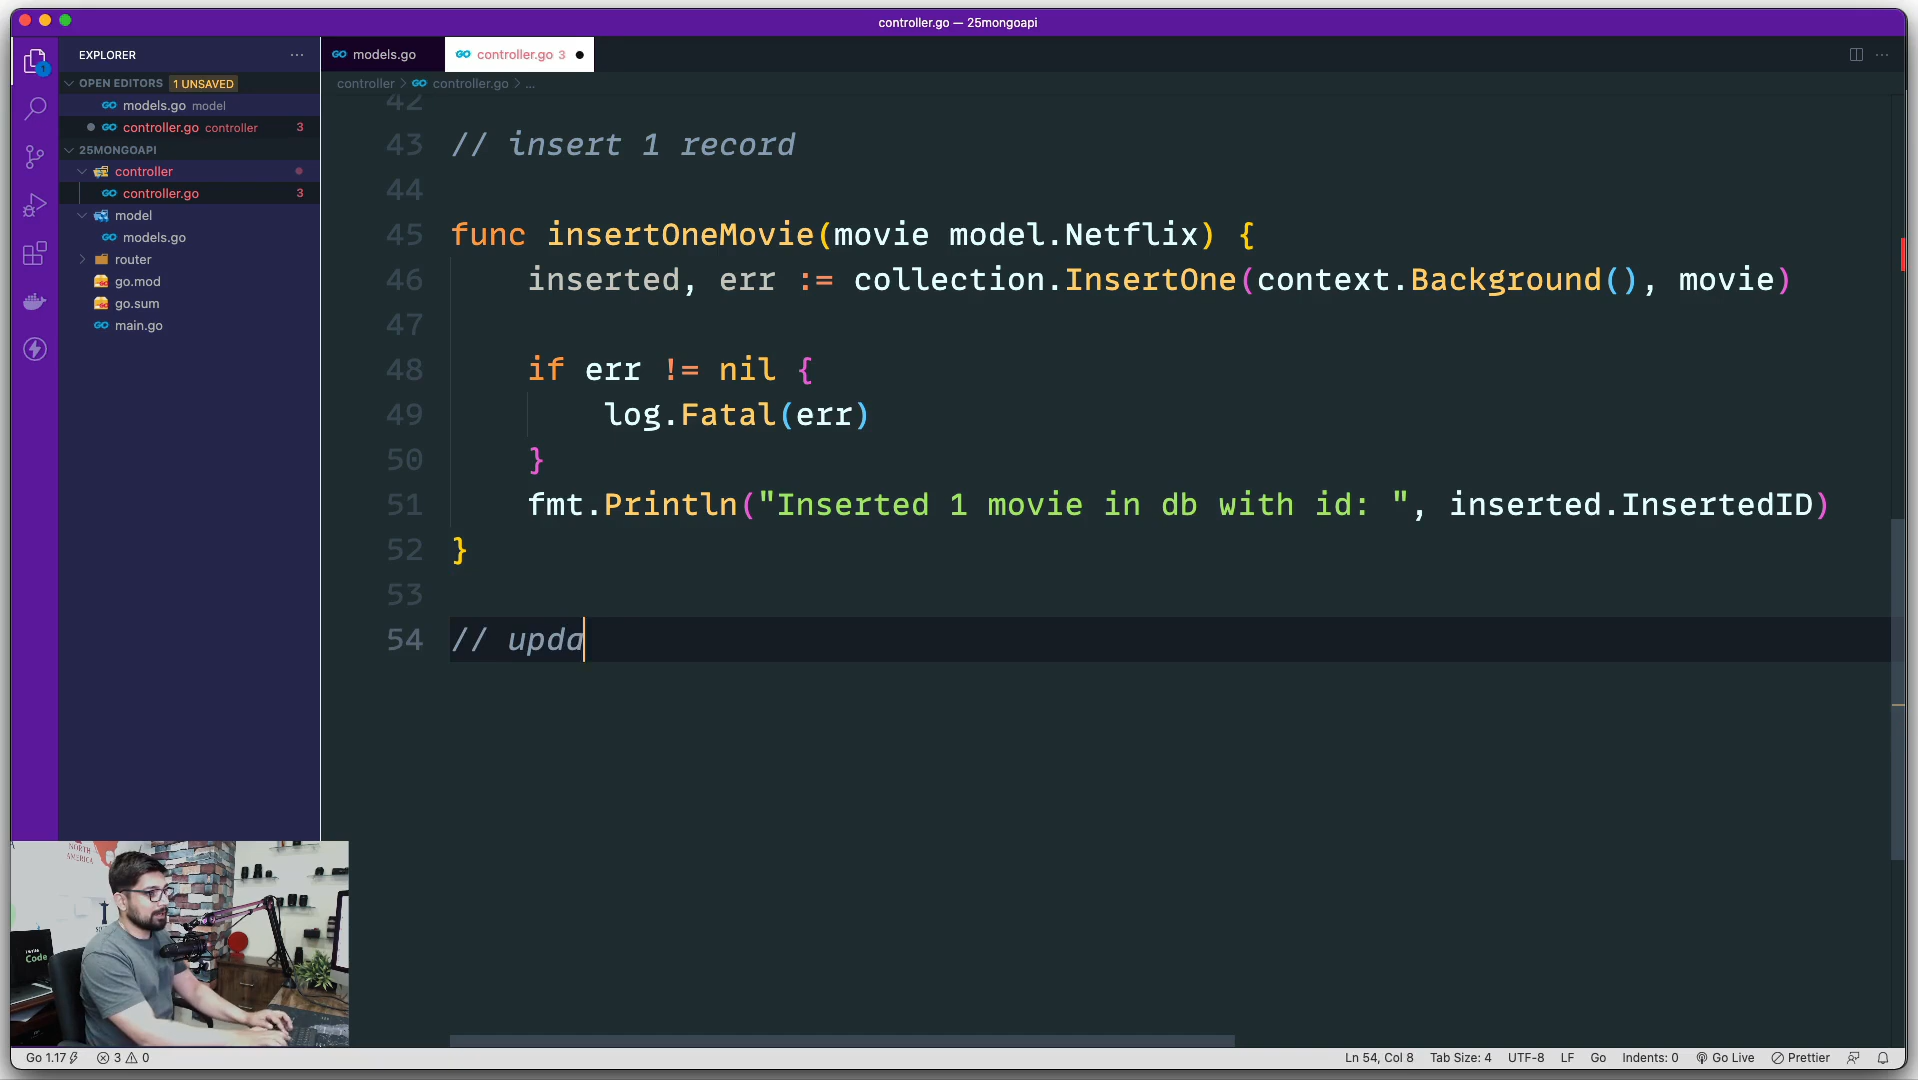 controller.go — 25mongoapi
EXPLORER
models.go
controller.go 3
OPEN EDITORS 1 UNSAVED
controller > controller.go > ...
models.go model
controller.go controller 3
25MONGOAPI
controller
controller.go 3
model
models.go
router
go.mod
go.sum
main.go
42
43 // insert 1 record
44
45 func insertOneMovie(movie model.Netflix) {
46 inserted, err := collection.InsertOne(context.Background(), movie)
47
48 if err != nil {
49 log.Fatal(err)
50 }
51 fmt.Println("Inserted 1 movie in db with id: ", inserted.InsertedID)
52 }
53
54 // upda
NORTH
AMERICA
Code
Go 1.17 3 0
Ln 54, Col 8 Tab Size: 4 UTF-8 LF Go Indents: 0 Go Live Prettier